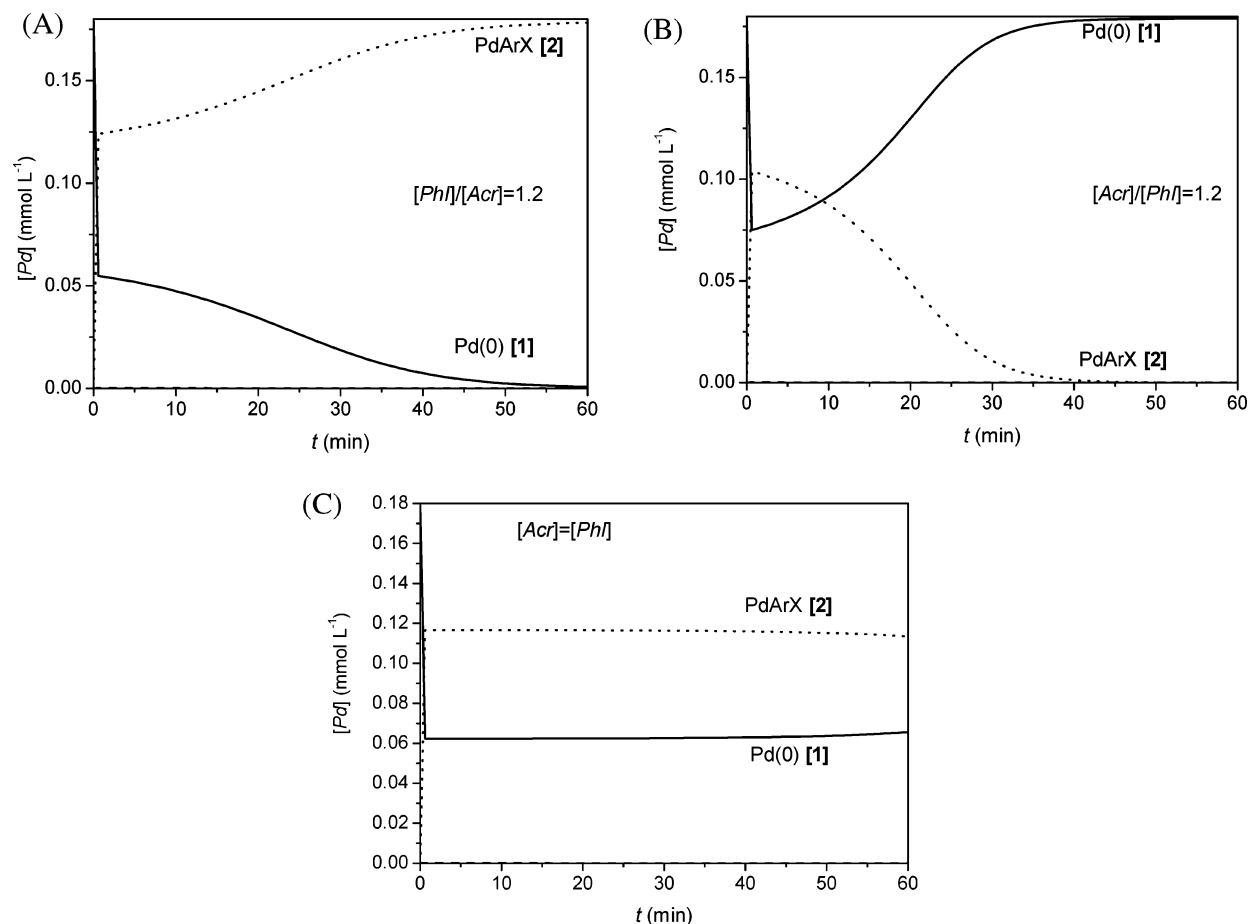 (A)
PdArX [2]
[PhI]/[Acr]=1.2
Pd(0) [1]
[Pd] (mmol L-1)
0.15
0.10
0.05
0.00
0 10 20 30 40 50 60
t (min)
(B)
Pd(0) [1]
[Acr]/[PhI]=1.2
PdArX [2]
[Pd] (mmol L-1)
0.15
0.10
0.05
0.00
0 10 20 30 40 50 60
t (min)
(C)
[Acr]=[PhI]
PdArX [2]
Pd(0) [1]
[Pd] (mmol L-1)
0.18
0.16
0.14
0.12
0.10
0.08
0.06
0.04
0.02
0.00
0 10 20 30 40 50 60
t (min)